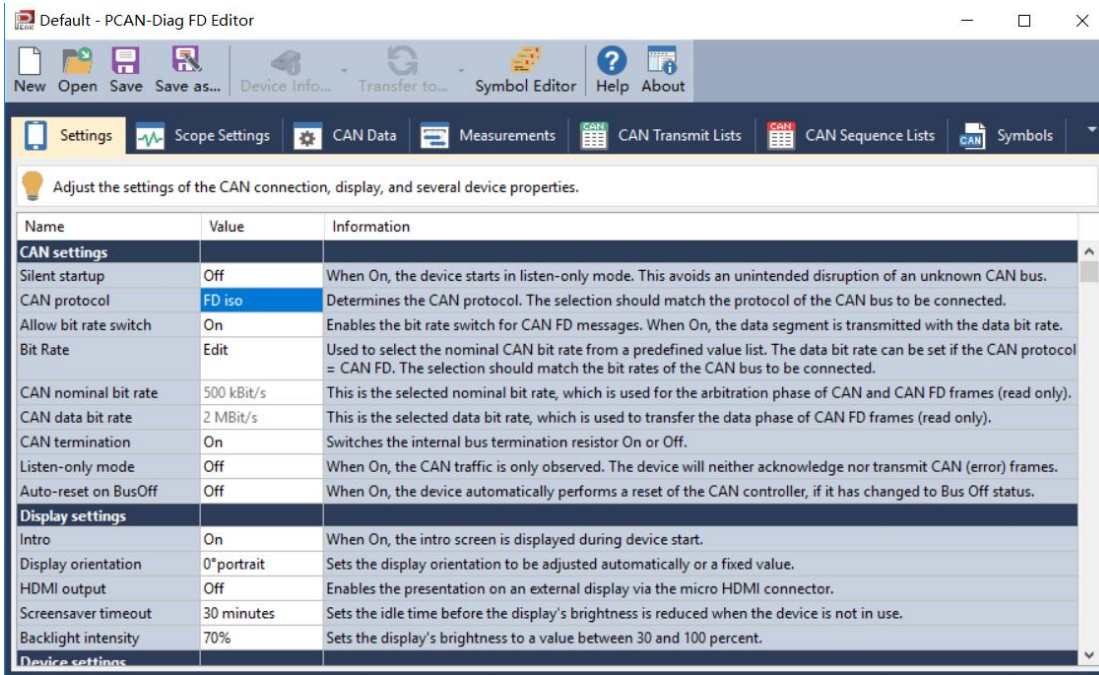 Default - PCAN-Diag FD Editor
New Open Save Save as... Device Info... Transfer to... Symbol Editor Help About
Settings Scope Settings CAN Data Measurements CAN Transmit Lists CAN Sequence Lists Symbols
Adjust the settings of the CAN connection, display, and several device properties.
Name Value Information
CAN settings
Silent startup Off When On, the device starts in listen-only mode. This avoids an unintended disruption of an unknown CAN bus.
CAN protocol FD iso Determines the CAN protocol. The selection should match the protocol of the CAN bus to be connected.
Allow bit rate switch On Enables the bit rate switch for CAN FD messages. When On, the data segment is transmitted with the data bit rate.
Bit Rate Edit Used to select the nominal CAN bit rate from a predefined value list. The data bit rate can be set if the CAN protocol
= CAN FD. The selection should match the bit rates of the CAN bus to be connected.
CAN nominal bit rate 500 kBit/s This is the selected nominal bit rate, which is used for the arbitration phase of CAN and CAN FD frames (read only).
CAN data bit rate 2 MBit/s This is the selected data bit rate, which is used to transfer the data phase of CAN FD frames (read only).
CAN termination On Switches the internal bus termination resistor On or Off.
Listen-only mode Off When On, the CAN traffic is only observed. The device will neither acknowledge nor transmit CAN (error) frames.
Auto-reset on BusOff Off When On, the device automatically performs a reset of the CAN controller, if it has changed to Bus Off status.
Display settings
Intro On When On, the intro screen is displayed during device start.
Display orientation 0°portrait Sets the display orientation to be adjusted automatically or a fixed value.
HDMI output Off Enables the presentation on an external display via the micro HDMI connector.
Screensaver timeout 30 minutes Sets the idle time before the display's brightness is reduced when the device is not in use.
Backlight intensity 70% Sets the display's brightness to a value between 30 and 100 percent.
Device settings